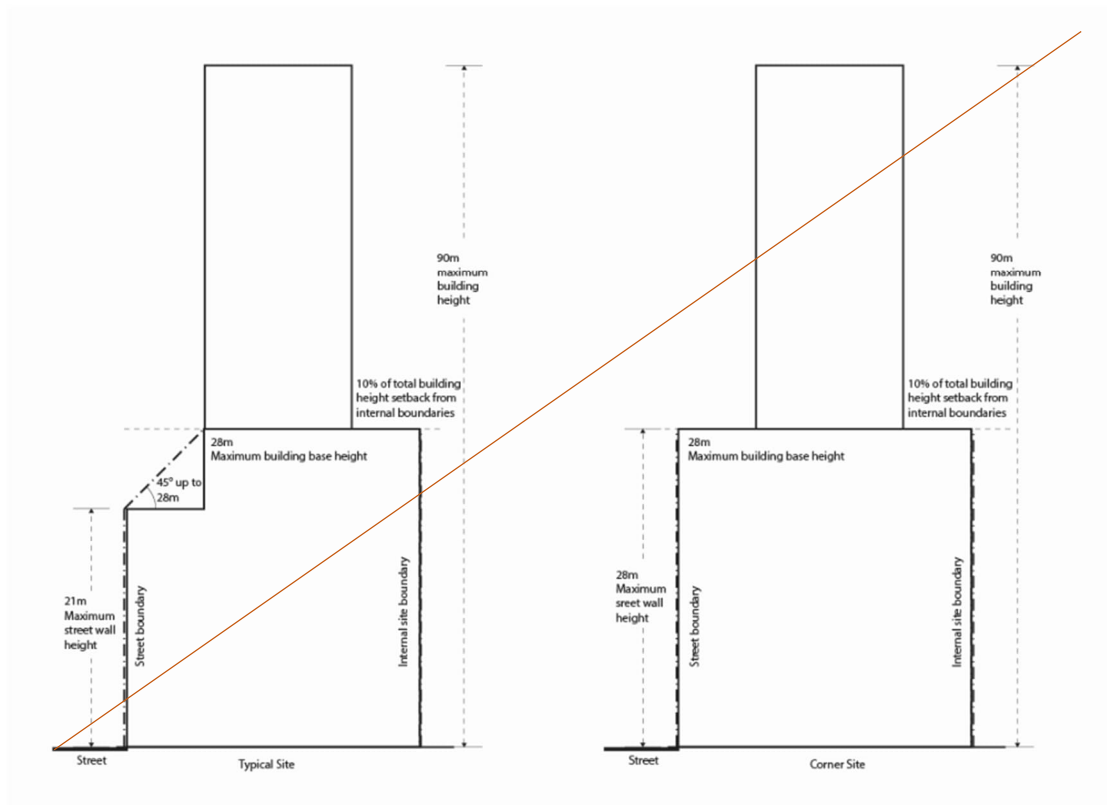 90m
maximum
building
height
10% of total building
height setback from
internal boundaries
28m
Maximum building base height
45° up to
28m
21m
Maximum
street wall
height
Street boundary
Internal site boundary
Street
Typical Site
90m
maximum
building
height
10% of total building
height setback from
internal boundaries
28m
Maximum building base height
28m
Maximum
sreet wall
height
Street boundary
Internal site boundary
Street
Corner Site